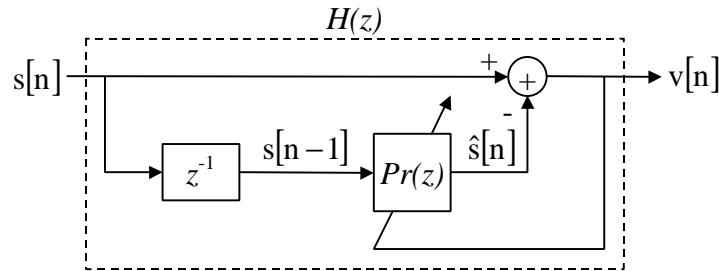 H(z)
s[n]
+
+
v[n]
-
z⁻¹
s[n−1]
Pr(z)
ŝ[n]